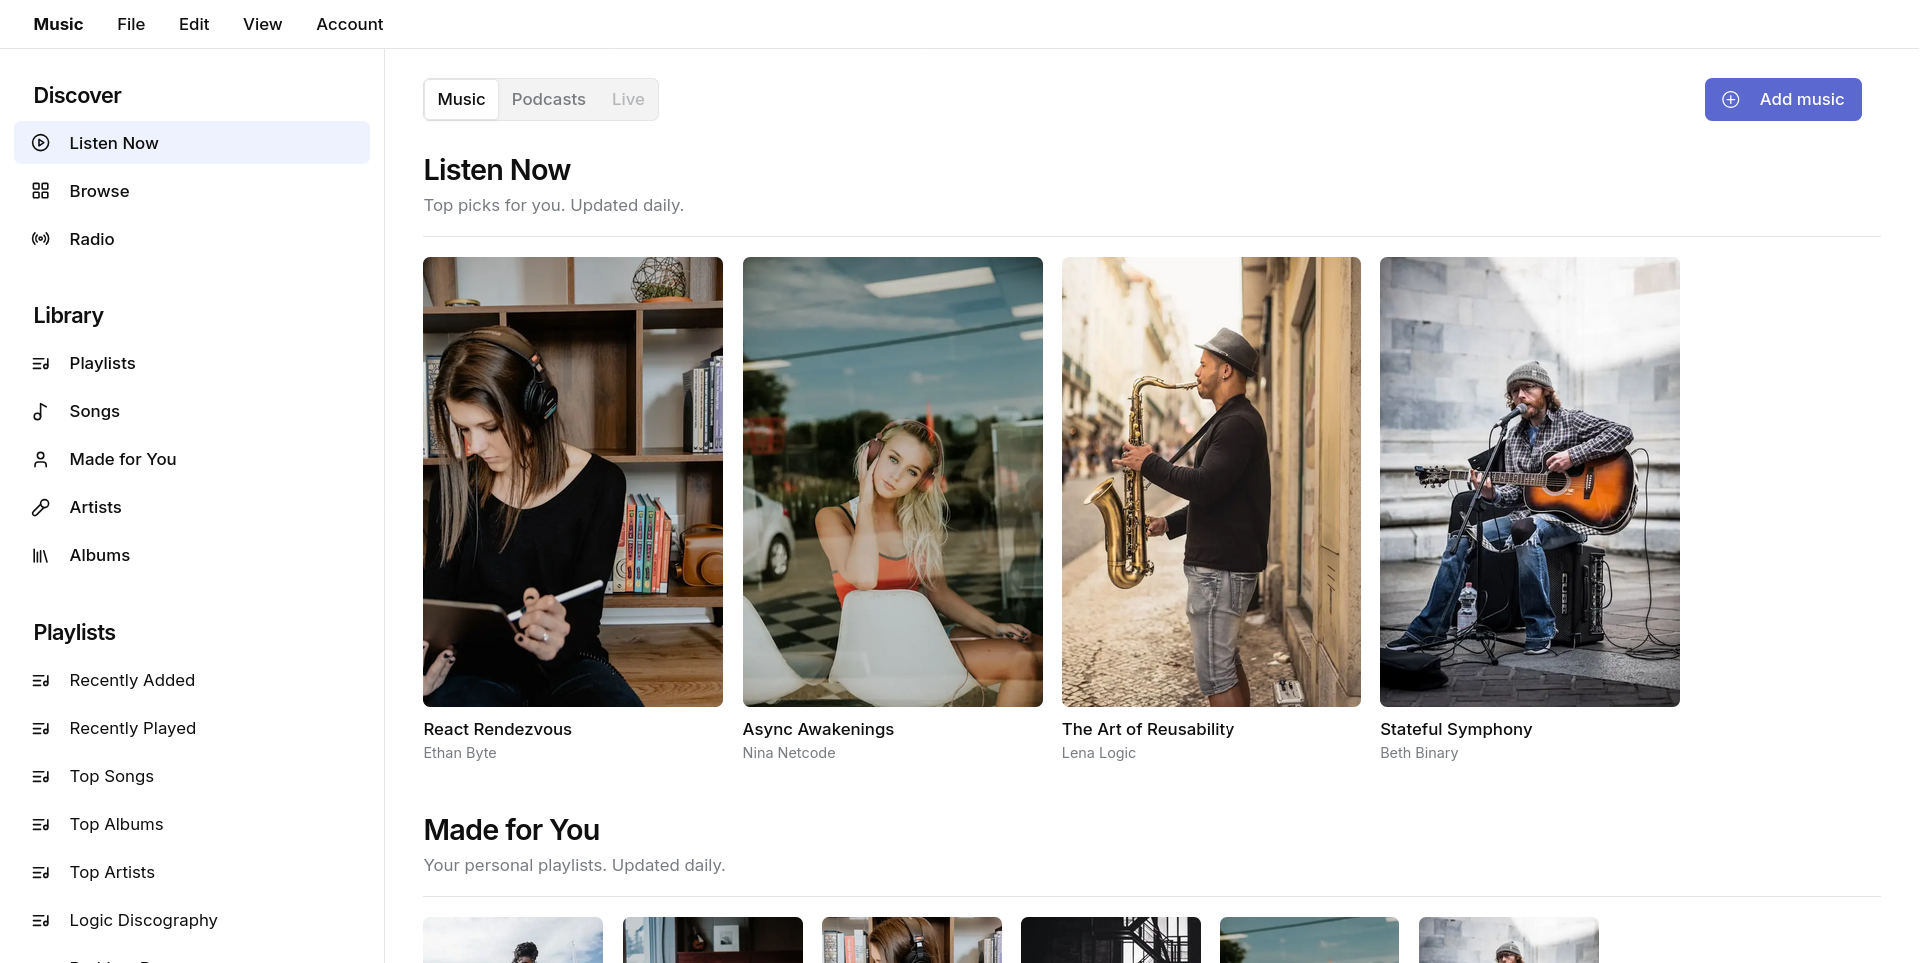 Music File Edit View Account
Discover
Listen Now
Browse
Radio
Library
Playlists
Songs
Made for You
Artists
Albums
Playlists
Recently Added
Recently Played
Top Songs
Top Albums
Top Artists
Logic Discography
Music Podcasts Live
Add music
Listen Now
Top picks for you. Updated daily.
React Rendezvous
Ethan Byte
Async Awakenings
Nina Netcode
The Art of Reusability
Lena Logic
Stateful Symphony
Beth Binary
Made for You
Your personal playlists. Updated daily.